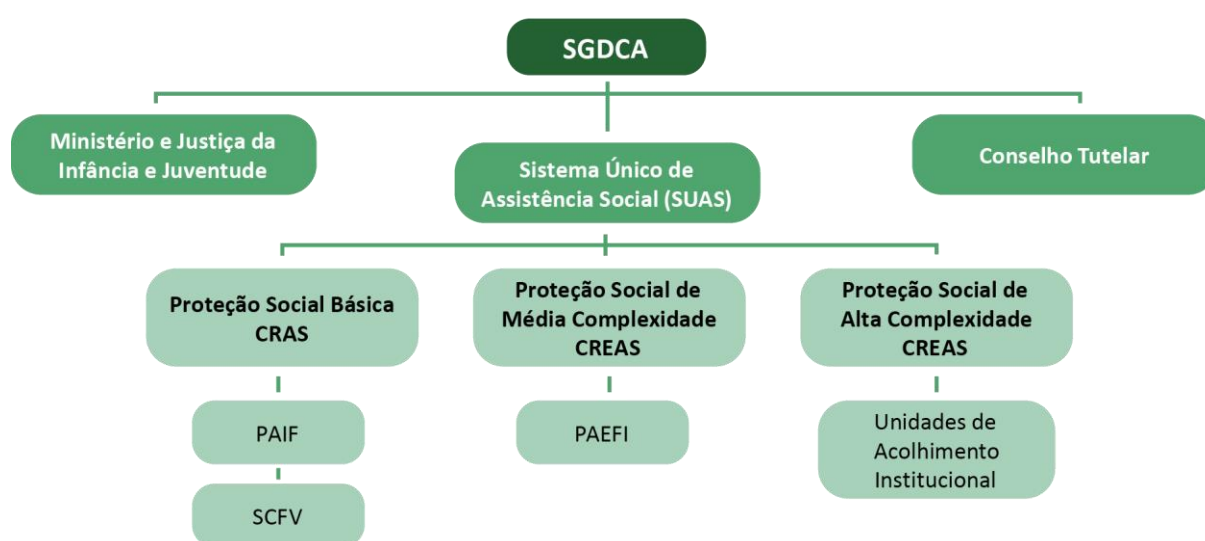 SGDCA
Ministério e Justiça da
Infância e Juventude
Sistema Único de
Assistência Social (SUAS)
Conselho Tutelar
Proteção Social Básica
CRAS
Proteção Social de
Média Complexidade
CREAS
Proteção Social de
Alta Complexidade
CREAS
PAIF
PAEFI
Unidades de
Acolhimento
Institucional
SCFV